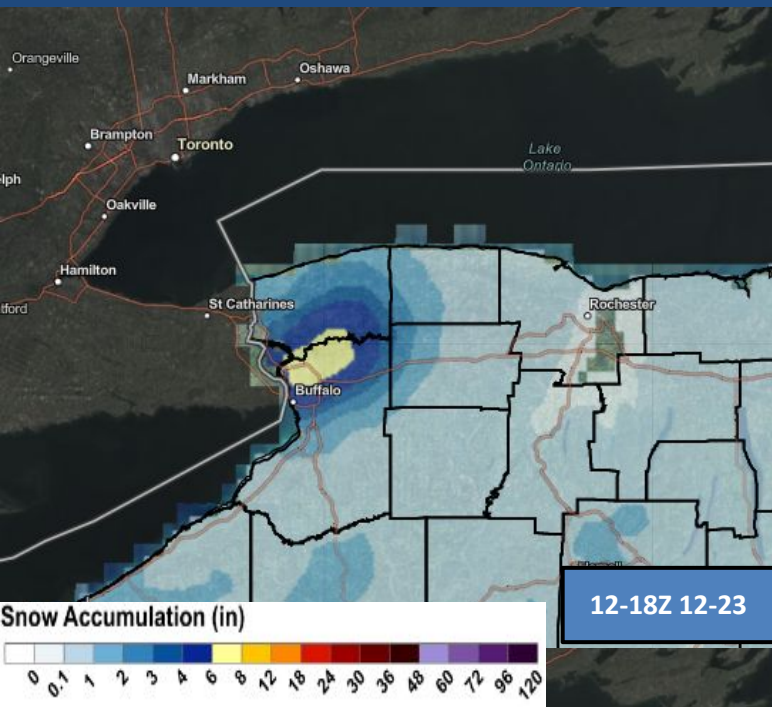 Orangeville
Oshawa
Markham
Brampton
Toronto
Lake
Ontario
lph
Oakville
Hamilton
tford
St Catharines
Rochester
Buffalo
Snow Accumulation (in)
0 0.1 1 2 3 4 6 8 12 18 24 30 36 48 60 72 96 120
12-18Z 12-23